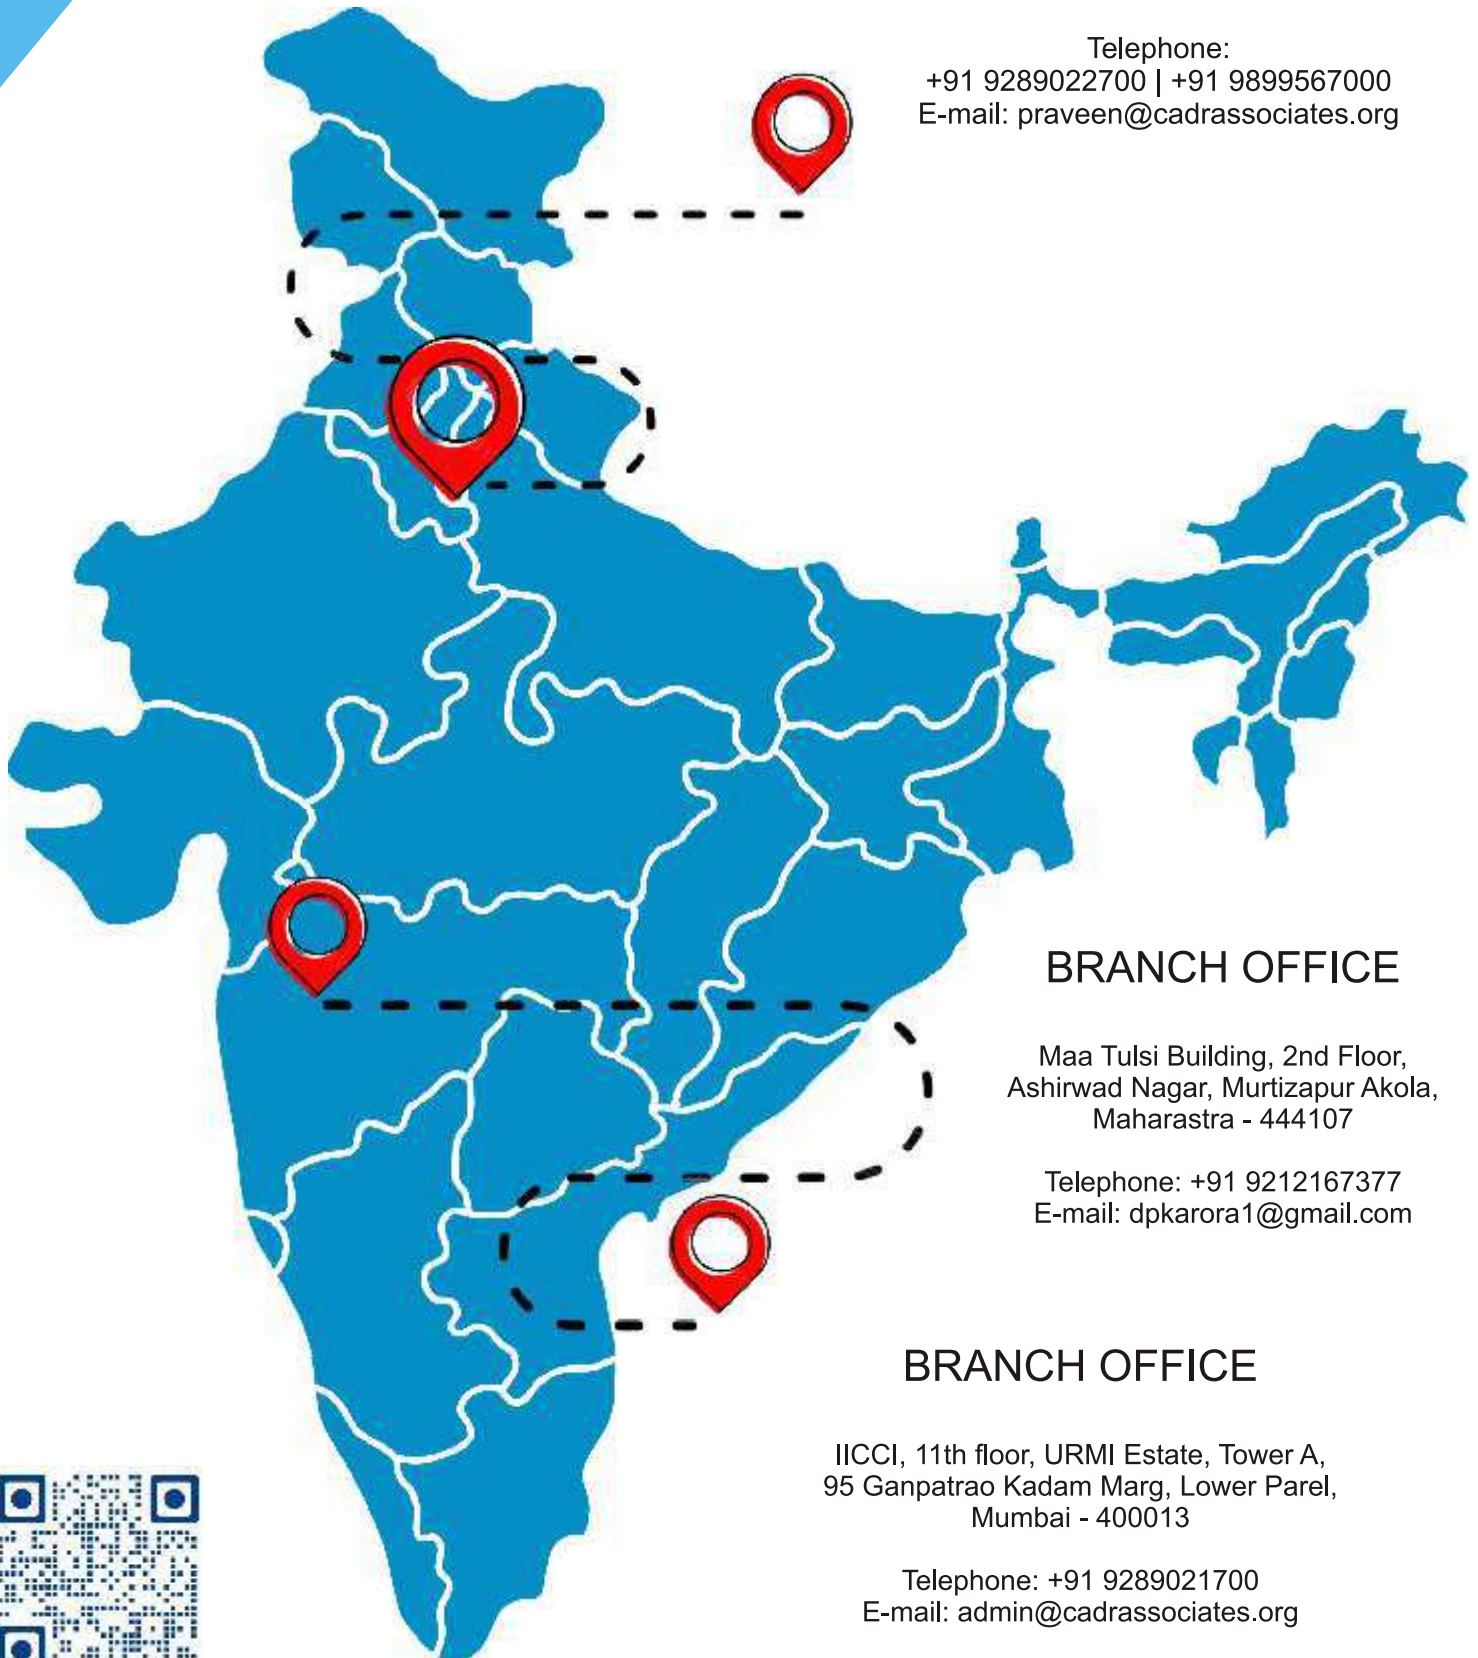 Telephone:
+91 9289022700 | +91 9899567000
E-mail: praveen@cadrassociates.org
BRANCH OFFICE
Maa Tulsi Building, 2nd Floor,
Ashirwad Nagar, Murtizapur Akola,
Maharastra - 444107
Telephone: +91 9212167377
E-mail: dpkarora1@gmail.com
BRANCH OFFICE
IICCI, 11th floor, URMI Estate, Tower A,
95 Ganpatrao Kadam Marg, Lower Parel,
Mumbai - 400013
Telephone: +91 9289021700
E-mail: admin@cadrassociates.org